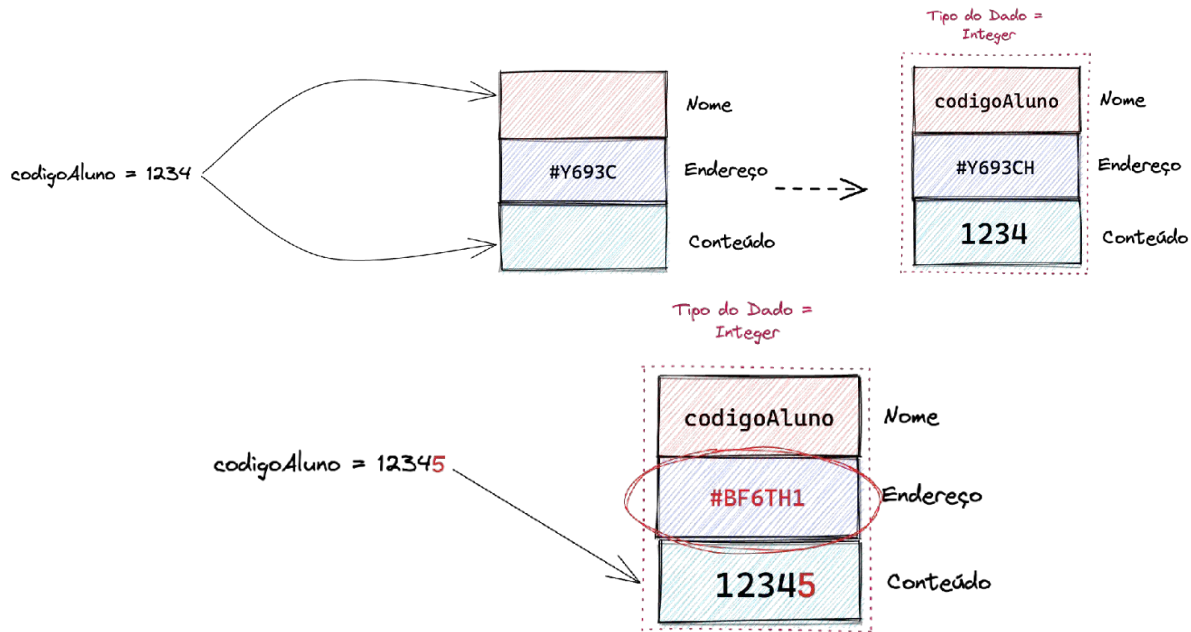 Tipo do Dado =
Integer
codigoAluno = 1234
Nome
#Y693C
Endereço
Conteúdo
codigoAluno
Nome
#Y693CH
Endereço
1234
Conteúdo
Tipo do Dado =
Integer
codigoAluno = 12345
codigoAluno
Nome
#BF6TH1
Endereço
12345
Conteúdo